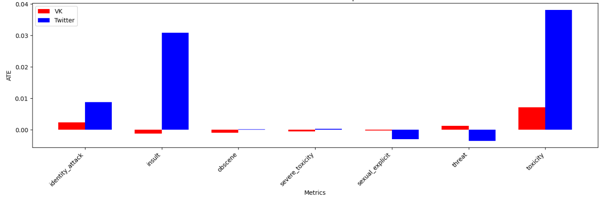 VK
Twitter
0.04
0.03
0.02
0.01
0.00
ATE
identity_attack
insult
obscene
severe_toxicity
sexual_explicit
threat
toxicity
Metrics